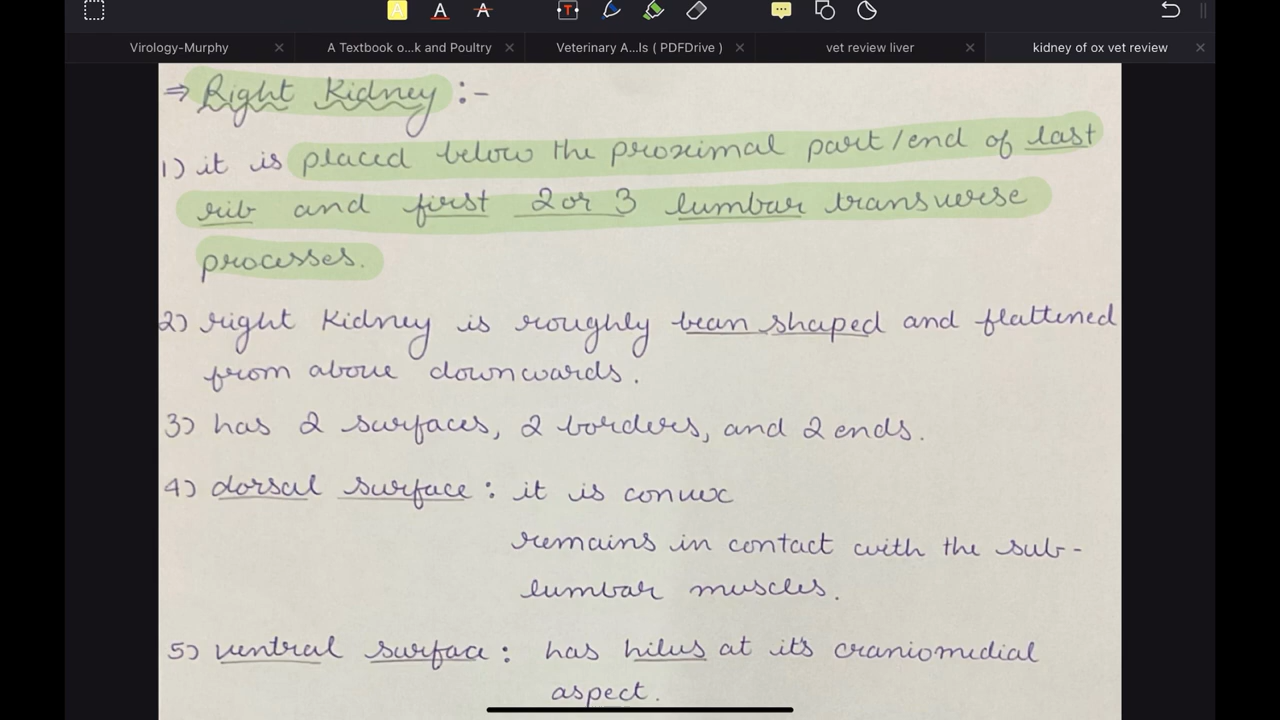 Virology-Murphy
A Textbook o...k and Poultry
Veterinary A...ls ( PDFDrive )
vet review liver
kidney of ox vet review
⇒ Right Kidney :-
1) it is placed below the proximal part/end of last
rib and first 2 or 3 lumbar transverse
processes.
2) right Kidney is roughly bean shaped and flattened
from above downwards.
3) has 2 surfaces, 2 borders, and 2 ends.
4) dorsal surface : it is convex
remains in contact with the sub-
lumbar muscles.
5) ventral surface : has hilus at it's craniomedial
aspect.